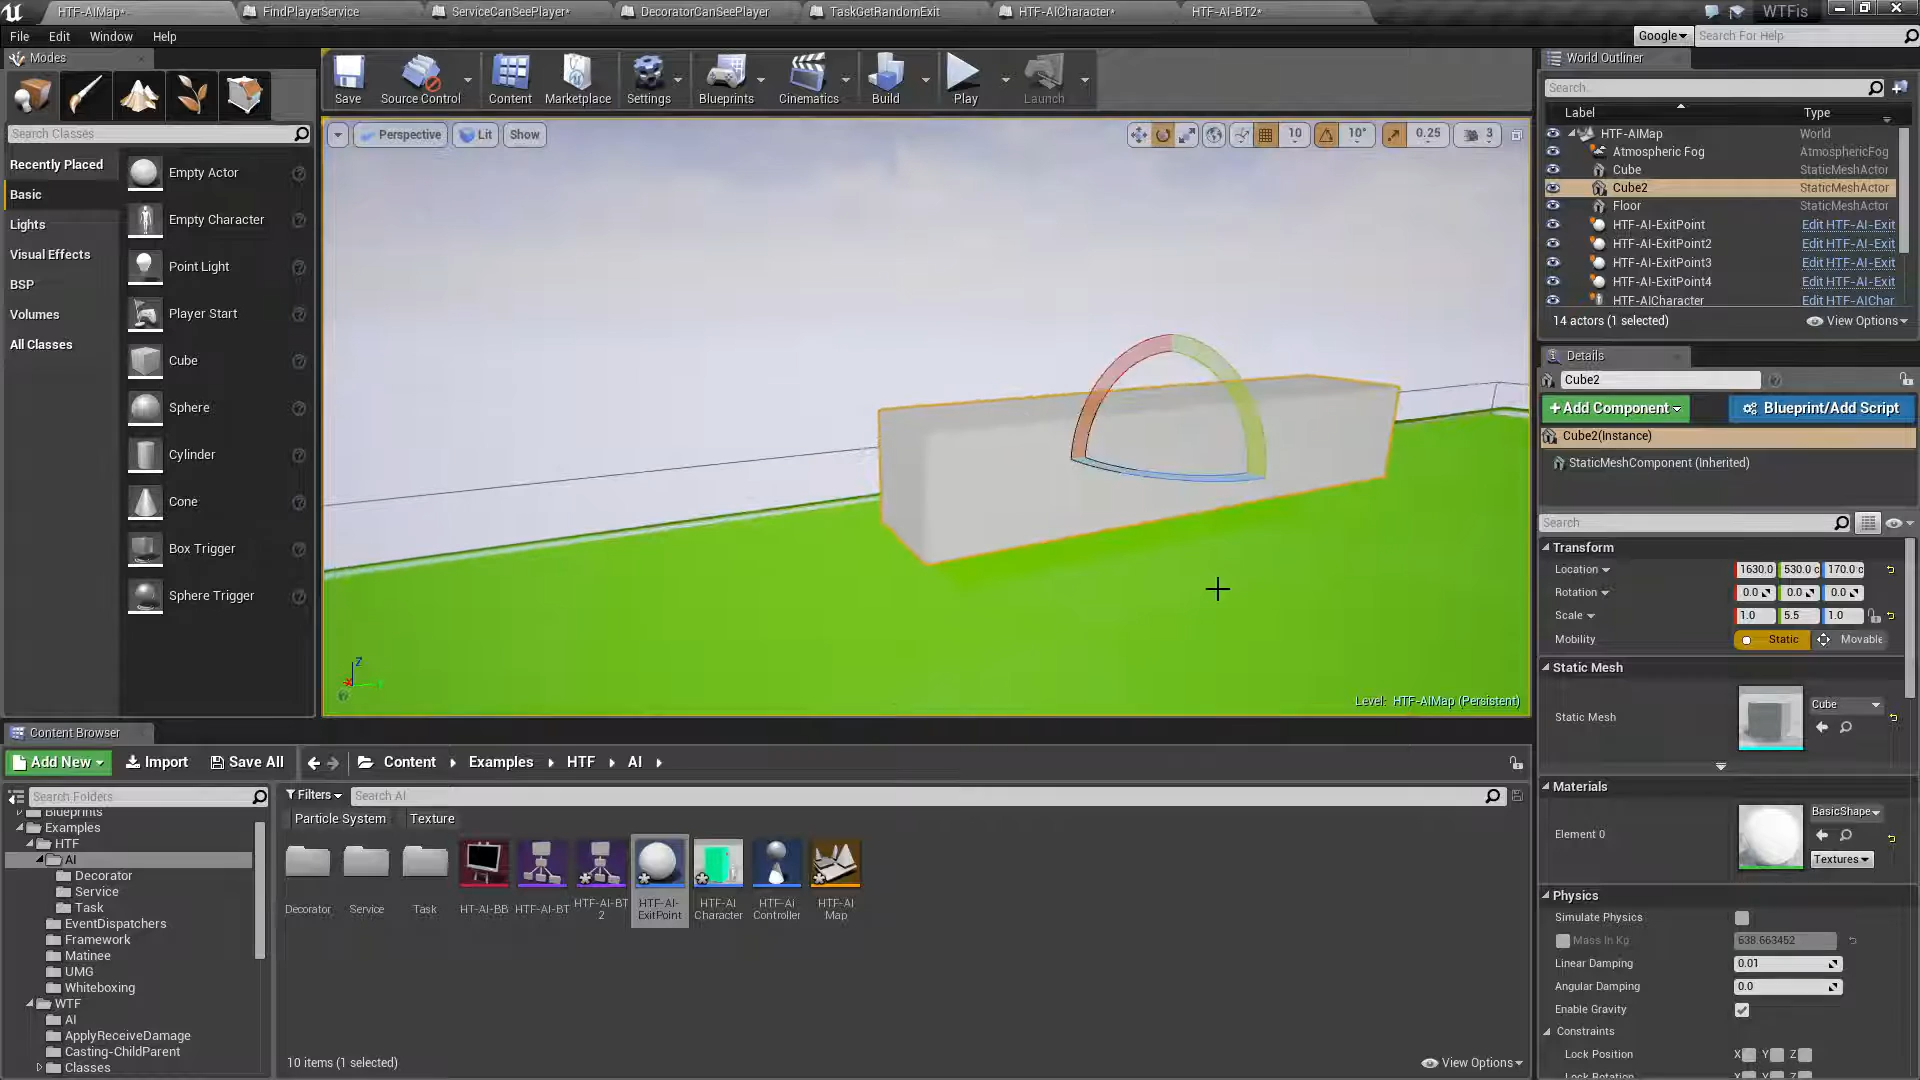 HTF-AIMap*
FindPlayerService
ServiceCanSeePlayer*
DecoratorCanSeePlayer
TaskGetRandomExit
HTF-AICharacter*
HTF-AI-BT2*
WTFis
File
Edit
Window
Help
Google
Search For Help
Modes
Save
Source Control
Content
Marketplace
Settings
Blueprints
Cinematics
Build
Play
Launch
World Outliner
Search Classes
Recently Placed
Basic
Lights
Visual Effects
BSP
Volumes
All Classes
Empty Actor
Empty Character
Point Light
Player Start
Cube
Sphere
Cylinder
Cone
Box Trigger
Sphere Trigger
Perspective
Lit
Show
10
10°
0.25
3
Z
Level: HTF-AIMap (Persistent)
Search...
Label
Type
HTF-AIMap
World
Atmospheric Fog
AtmosphericFog
Cube
StaticMeshActor
Cube2
StaticMeshActor
Floor
StaticMeshActor
HTF-AI-ExitPoint
Edit HTF-AI-Exit
HTF-AI-ExitPoint2
Edit HTF-AI-Exit
HTF-AI-ExitPoint3
Edit HTF-AI-Exit
HTF-AI-ExitPoint4
Edit HTF-AI-Exit
HTF-AICharacter
Edit HTF-AIChar
14 actors (1 selected)
View Options
Details
Cube2
+Add Component
Blueprint/Add Script
Cube2(Instance)
StaticMeshComponent (Inherited)
Search
Transform
Location
1630.0
530.0 c
170.0 c
Rotation
0.0
0.0
0.0
Scale
1.0
5.5
1.0
Mobility
Static
Movable
Static Mesh
Static Mesh
Cube
Materials
Element 0
BasicShape
Textures
Physics
Simulate Physics
Mass In Kg
638.663452
Linear Damping
0.01
Angular Damping
0.0
Enable Gravity
Constraints
Lock Position
X
Y
Z
Lock Rotation
Content Browser
Add New
Import
Save All
Content
Examples
HTF
AI
Search Folders
Filters
Search AI
Particle System
Texture
Blueprints
Examples
HTF
AI
Decorator
Service
Task
EventDispatchers
Framework
Matinee
UMG
Whiteboxing
WTF
AI
ApplyReceiveDamage
Casting-ChildParent
Classes
Decorator
Service
Task
HT-AI-BB
HTF-AI-BT
HTF-AI-BT
2
HTF-AI-
ExitPoint
HTF-AI
Character
HTF-Ai
Controller
HTF-AI
Map
10 items (1 selected)
View Options